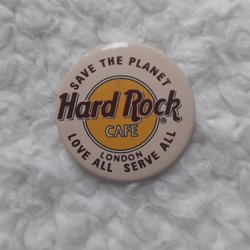 SAVE THE PLANET
Hard Rock®
CAFE
LONDON
LOVE ALL SERVE ALL